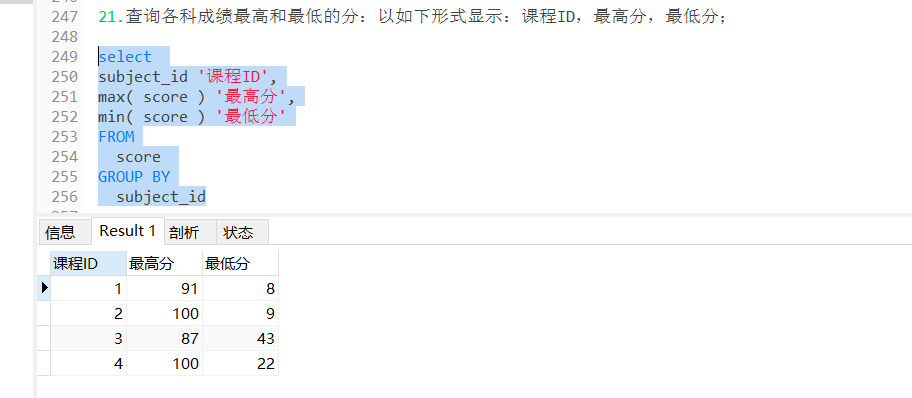 246
247 21.查询各科成绩最高和最低的分: 以如下形式显示: 课程ID, 最高分, 最低分;
248
249 select
250 subject_id '课程ID',
251 max( score ) '最高分',
252 min( score ) '最低分'
253 FROM
254 score
255 GROUP BY
256 subject_id
257
信息 Result 1 剖析 状态
课程ID 最高分 最低分
1 91 8
2 100 9
3 87 43
4 100 22